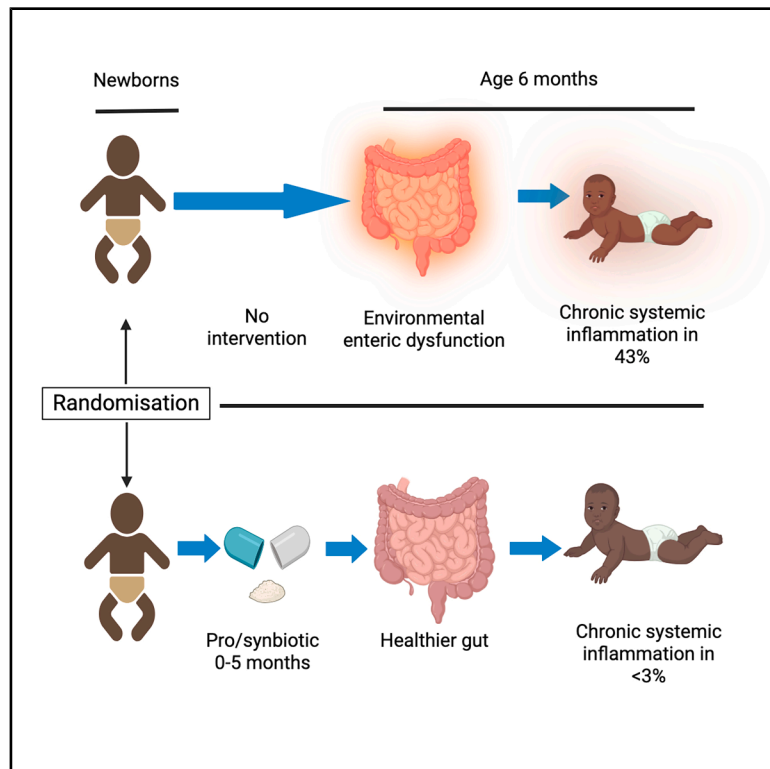 Newborns
Age 6 months
No
intervention
Environmental
enteric dysfunction
Chronic systemic
inflammation in
43%
Randomisation
Pro/synbiotic
0-5 months
Healthier gut
Chronic systemic
inflammation in
<3%